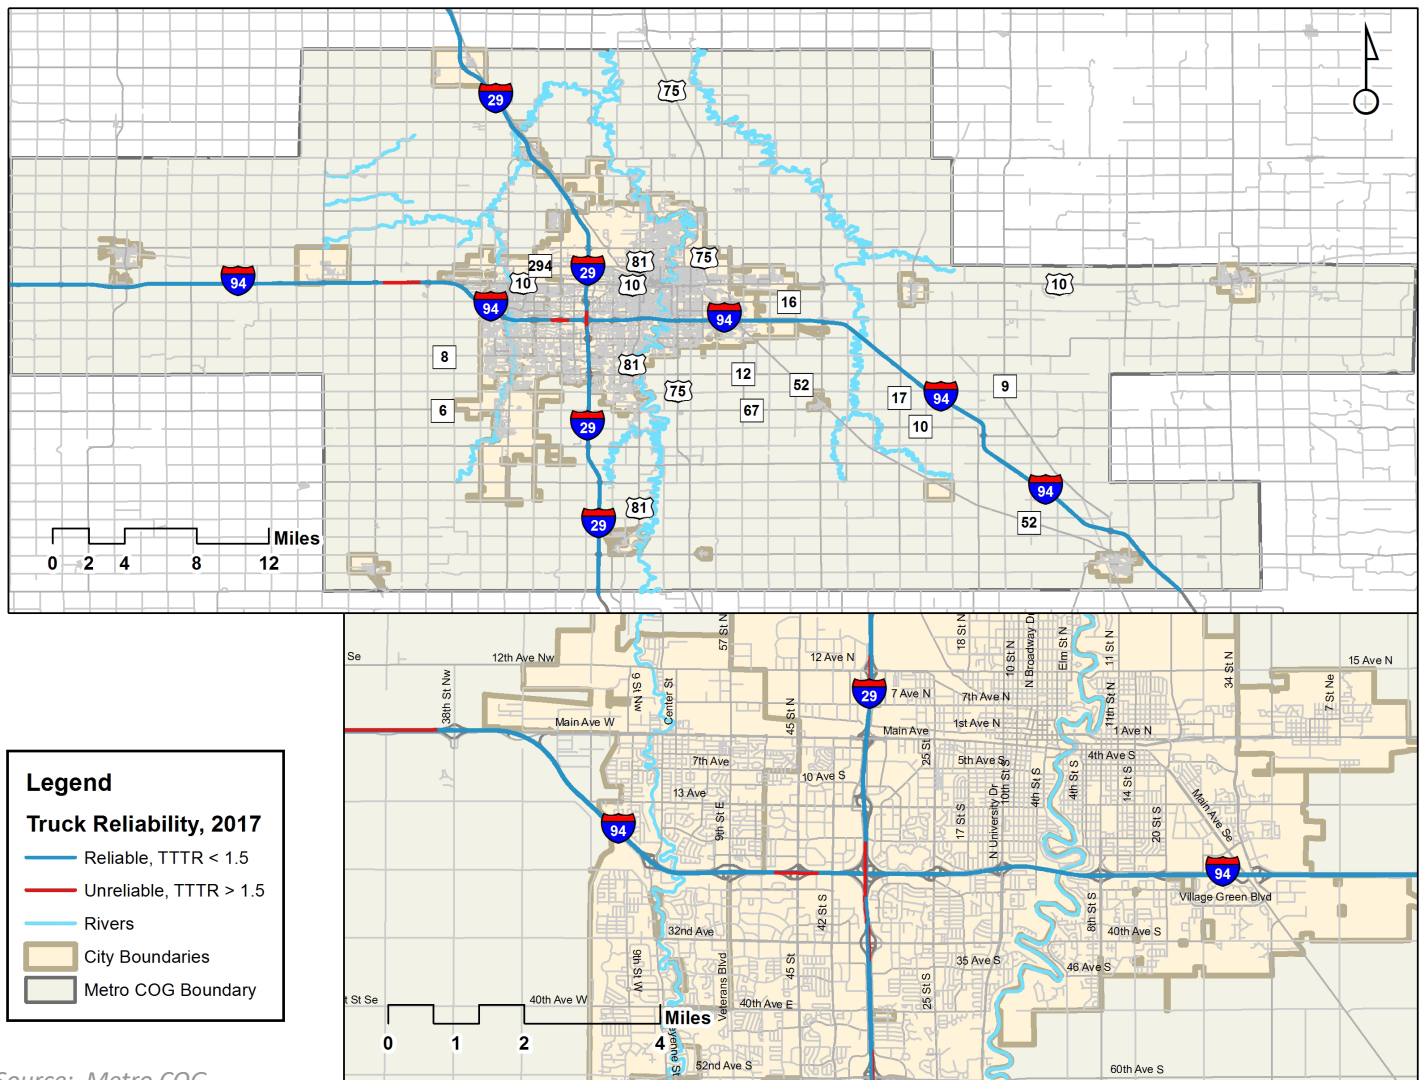 29
75
294
29
81
75
94
10
10
10
94
16
94
8
81
12
52
9
75
17
94
6
67
10
29
94
81
52
29
Miles
0 2 4 8 12
Se
12th Ave Nw
57 St N
12 Ave N
18 St N
10 St N
N Broadway Dr
Elm St N
11 St N
34 St N
15 Ave N
38th St Nw
9 St Nw
Center St
29
7 Ave N
7th Ave N
11th St N
7 St Ne
Main Ave W
45 St N
Main Ave
1st Ave N
1 Ave N
25 St S
7th Ave
5th Ave S
4th Ave S
10 Ave S
10th St S
4th St S
4th St S
14 St S
13 Ave
9th St E
17 St S
N University Dr
20 St S
Main Ave Se
94
94
Village Green Blvd
42 St S
8th St S
32nd Ave
40th Ave S
9th St W
Veterans Blvd
45 St
35 Ave S
46 Ave S
25 St S
t St Se
40th Ave W
40th Ave E
Miles
0 1 2 4
yenne St
52nd Ave S
60th Ave S
Legend
Truck Reliability, 2017
Reliable, TTTR < 1.5
Unreliable, TTTR > 1.5
Rivers
City Boundaries
Metro COG Boundary
Source: Metro COG